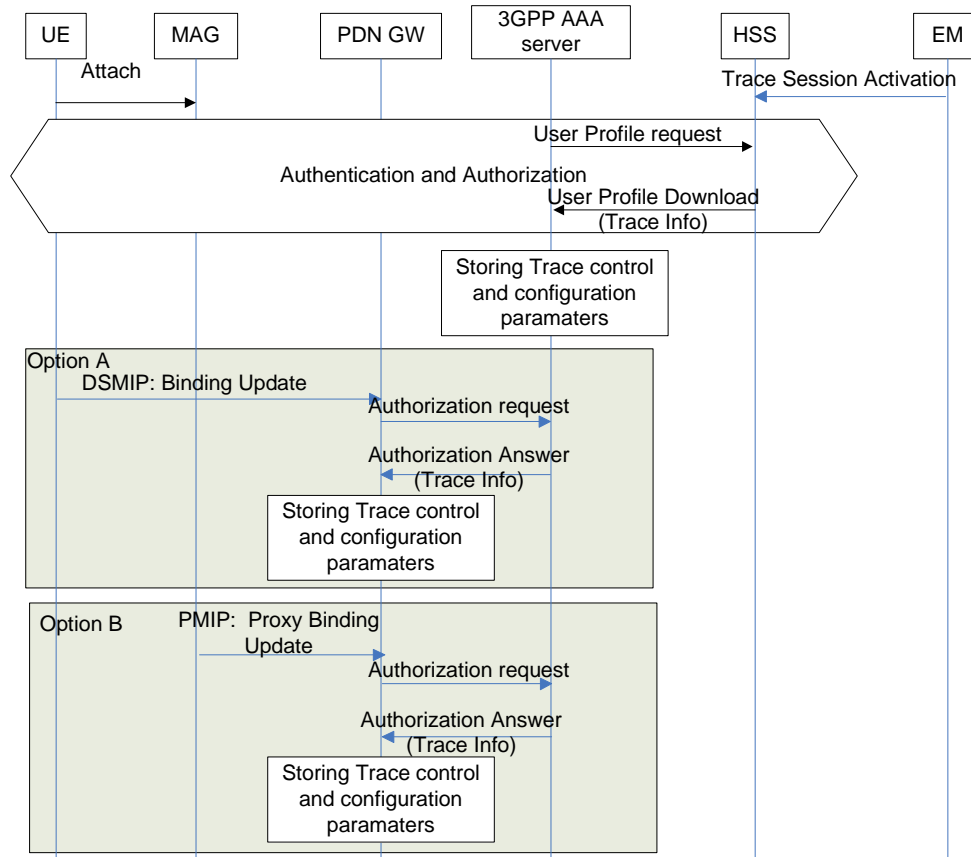 UE
MAG
PDN GW
3GPP AAA
server
HSS
EM
Attach
Trace Session Activation
User Profile request
Authentication and Authorization
User Profile Download
(Trace Info)
Storing Trace control
and configuration
paramaters
Option A
DSMIP: Binding Update
Authorization request
Authorization Answer
(Trace Info)
Storing Trace control
and configuration
paramaters
Option B
PMIP:  Proxy Binding
Update
Authorization request
Authorization Answer
(Trace Info)
Storing Trace control
and configuration
paramaters